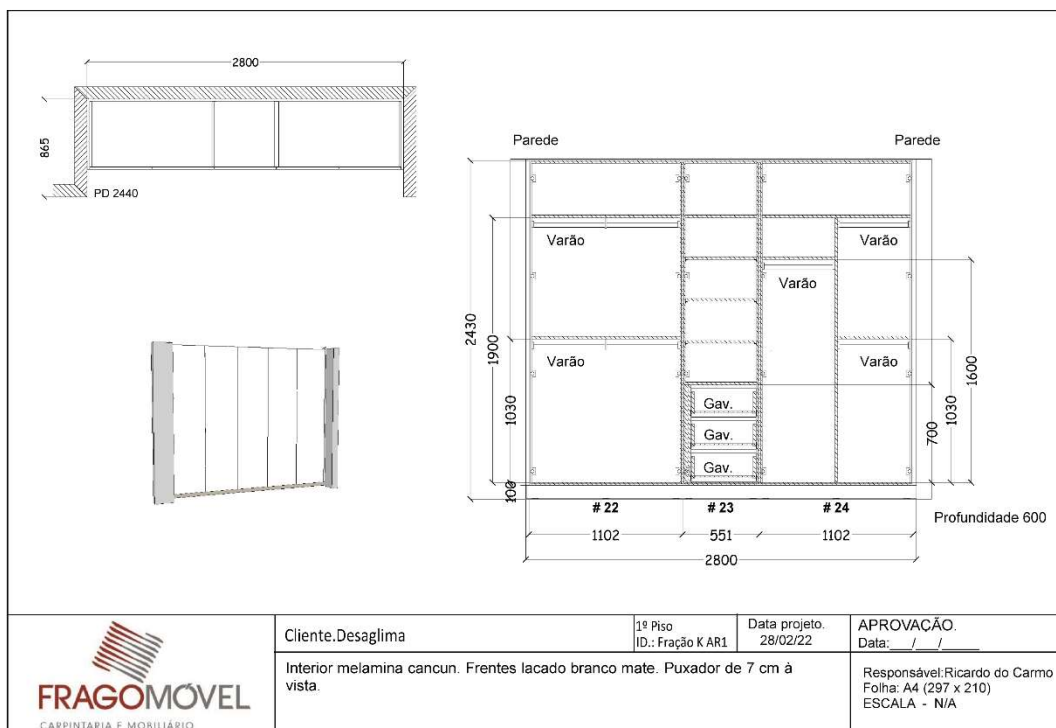 2800
865
PD 2440
Parede
Parede
Varão
Varão
Varão
Varão
Varão
2430
1900
1030
100
Gav.
Gav.
Gav.
700
1030
1600
# 22
# 23
# 24
Profundidade 600
1102
551
1102
2800
FRAGOMÓVEL
CARPINTARIA E MOBILIÁRIO
Cliente.Desaglima
1º Piso
ID.: Fração K AR1
Data projeto.
28/02/22
APROVAÇÃO.
Data:___/___/_____
Interior melamina cancun. Frentes lacado branco mate. Puxador de 7 cm à
vista.
Responsável:Ricardo do Carmo
Folha: A4 (297 x 210)
ESCALA - N/A